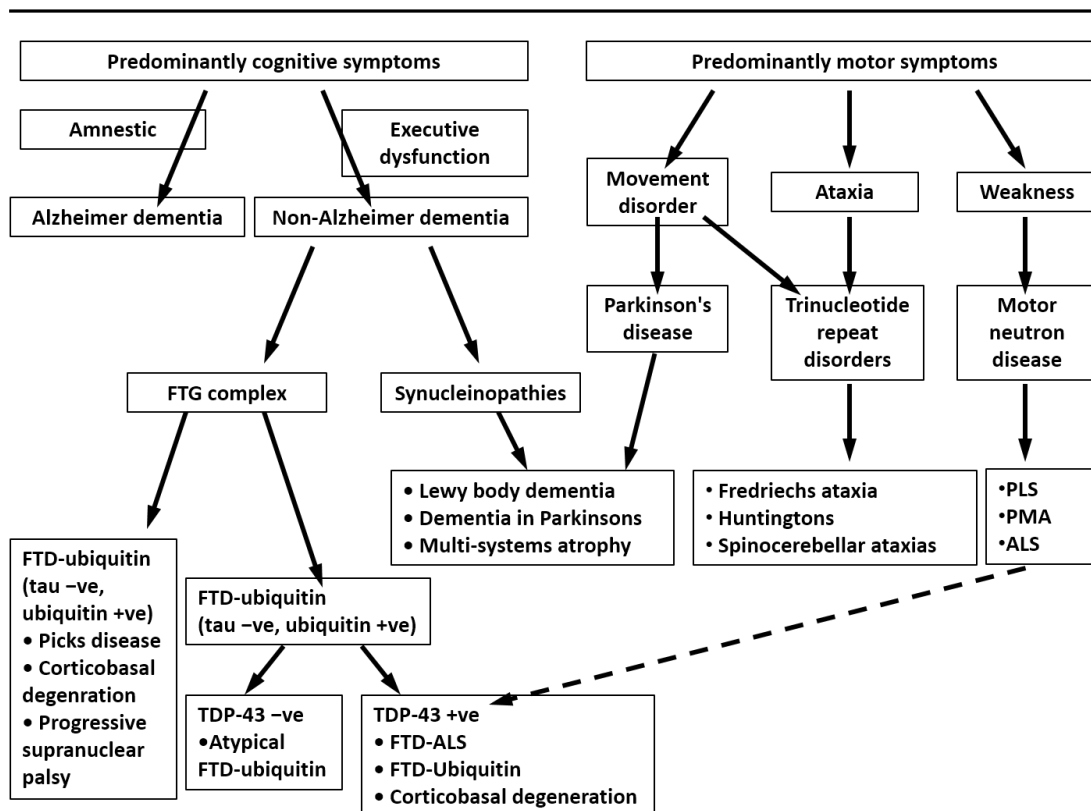 Predominantly cognitive symptoms
Predominantly motor symptoms
Amnestic
Executive
dysfunction
Movement
disorder
Ataxia
Weakness
Alzheimer dementia
Non-Alzheimer dementia
Parkinson's
disease
Trinucleotide
repeat
disorders
Motor
neutron
disease
FTG complex
Synucleinopathies
• Lewy body dementia
• Dementia in Parkinsons
• Multi-systems atrophy
• Fredriechs ataxia
• Huntingtons
• Spinocerebellar ataxias
•PLS
•PMA
•ALS
FTD-ubiquitin
(tau −ve,
ubiquitin +ve)
• Picks disease
• Corticobasal
degenration
• Progressive
supranuclear
palsy
FTD-ubiquitin
(tau −ve, ubiquitin +ve)
TDP-43 −ve
•Atypical
FTD-ubiquitin
TDP-43 +ve
• FTD-ALS
• FTD-Ubiquitin
• Corticobasal degeneration